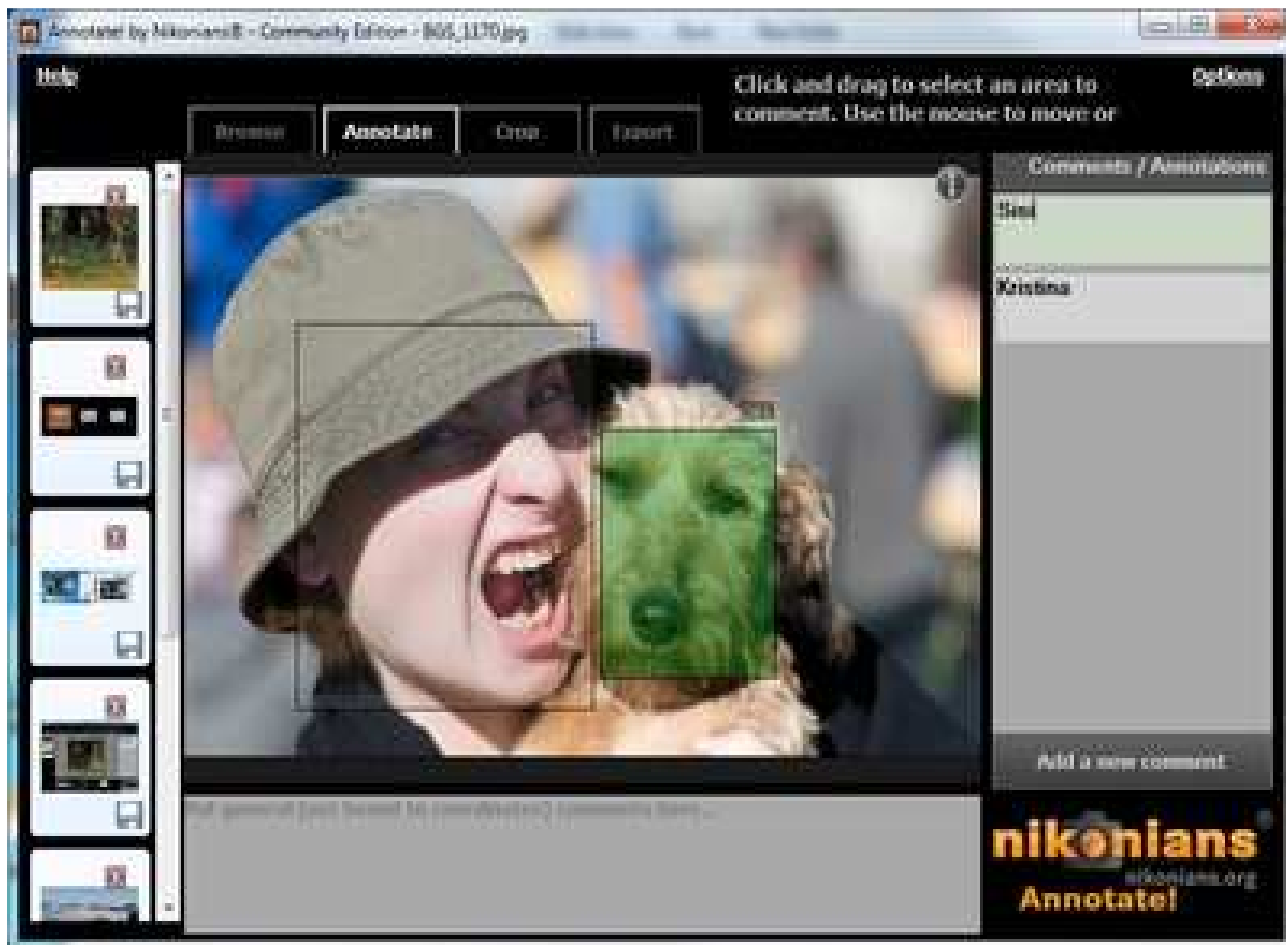 Annotate! by Nikonians® - Community Edition - BGS_1170.jpg
Help
Options
Click and drag to select an area to
comment. Use the mouse to move or
Browse
Annotate
Crop
Export
Comments / Annotations
Kristina
Add a new comment
nikonians
nikonians.org
Annotate!